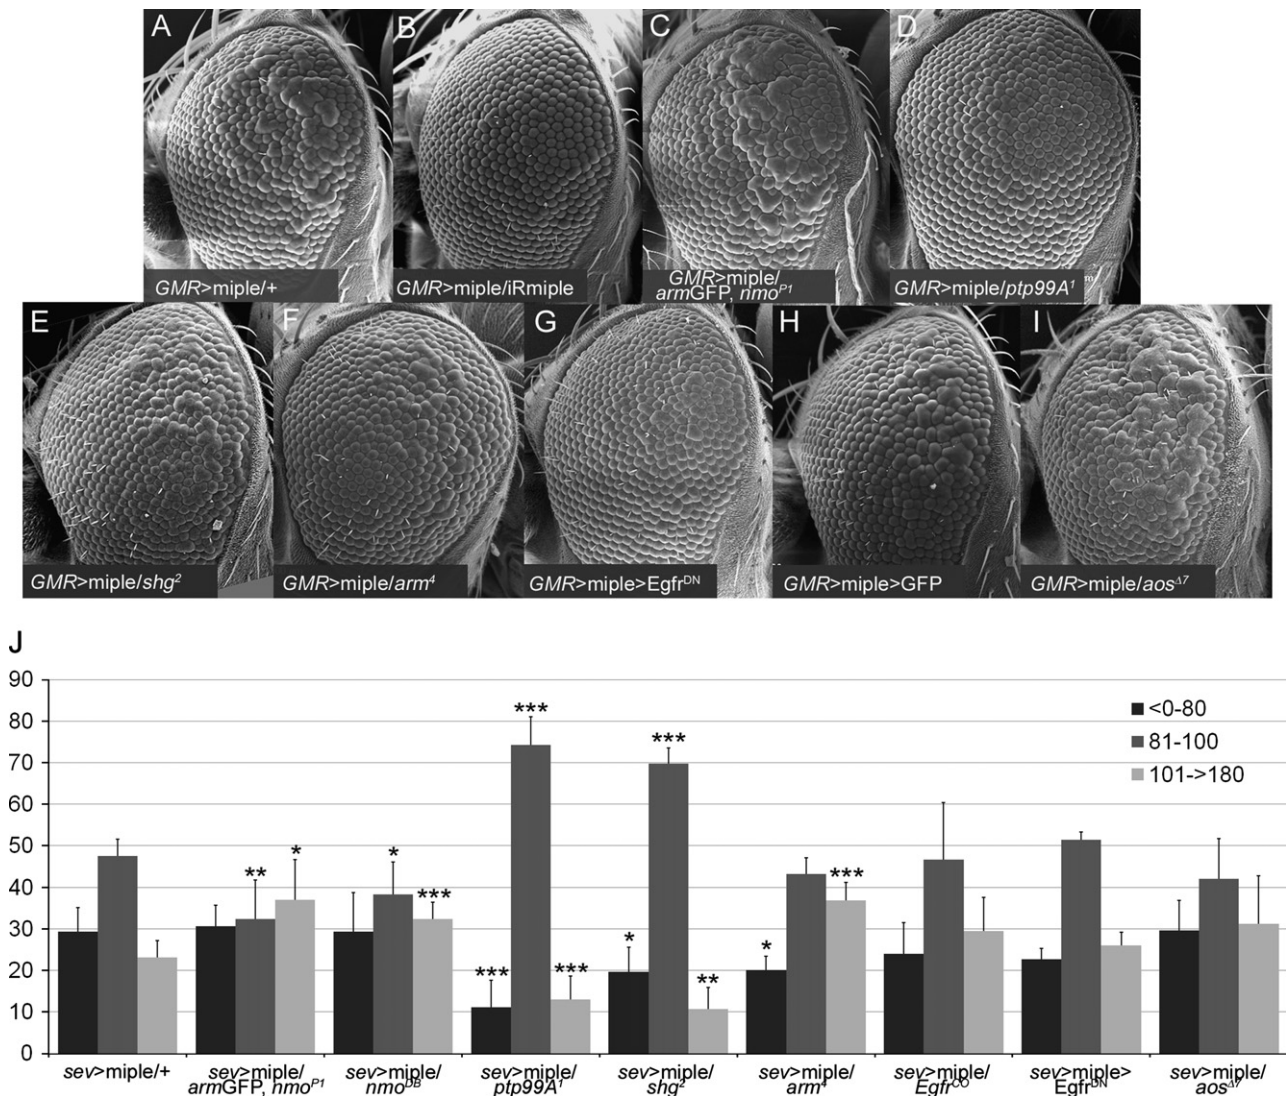 A
B
C
D
GMR>miple/+
GMR>miple/iRmiple
GMR>miple/
armGFP, nmoᴾ¹
GMR>miple/ptp99A¹
E
F
G
H
I
GMR>miple/shg²
GMR>miple/arm⁴
GMR>miple>Egfrᴰᴺ
GMR>miple>GFP
GMR>miple/aosᐃ⁷
J
90
80
70
60
50
40
30
20
10
0
<0-80
81-100
101->180
** * * *** *** *** *** * *** ** * ***
sev>miple/+
sev>miple/
armGFP, nmoᴾ¹
sev>miple/
nmoᴰᴮ
sev>miple/
ptp99A¹
sev>miple/
shg²
sev>miple/
arm⁴
sev>miple/
Egfrᶜᴼ
sev>miple>
Egfrᴰᴺ
sev>miple/
aosᐃ⁷